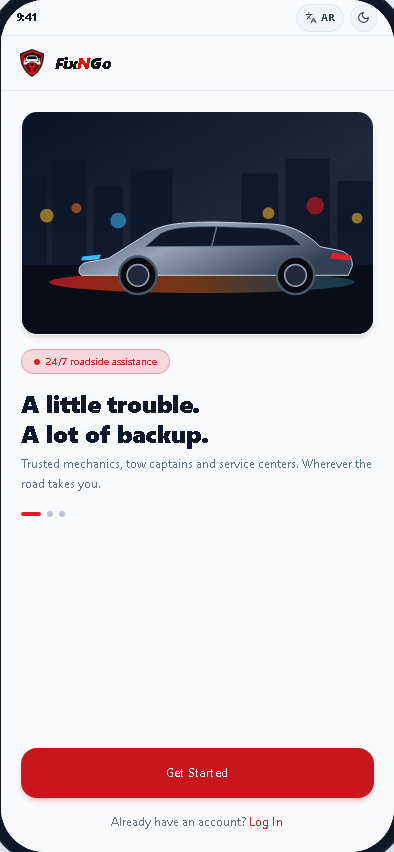 9:41
AR
FixNGo
24/7 roadside assistance
A little trouble.
A lot of backup.
Trusted mechanics, tow captains and service centers. Wherever the
road takes you.
Get Started
Already have an account? Log In